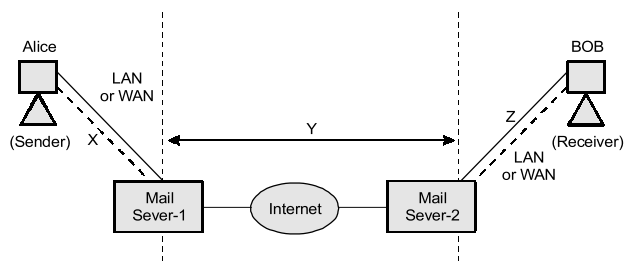 Alice
BOB
LAN
or WAN
(Sender)
X
Y
Z
(Receiver)
LAN
or WAN
Mail
Sever-1
Internet
Mail
Sever-2